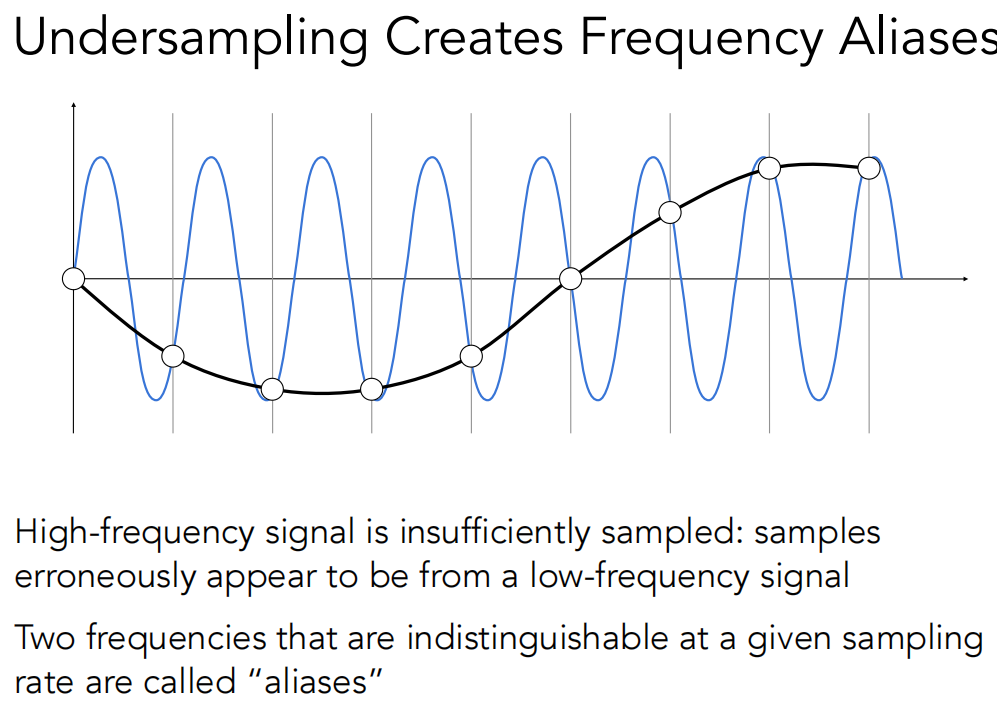 Undersampling Creates Frequency Aliases
High-frequency signal is insufficiently sampled: samples
erroneously appear to be from a low-frequency signal
Two frequencies that are indistinguishable at a given sampling
rate are called “aliases”